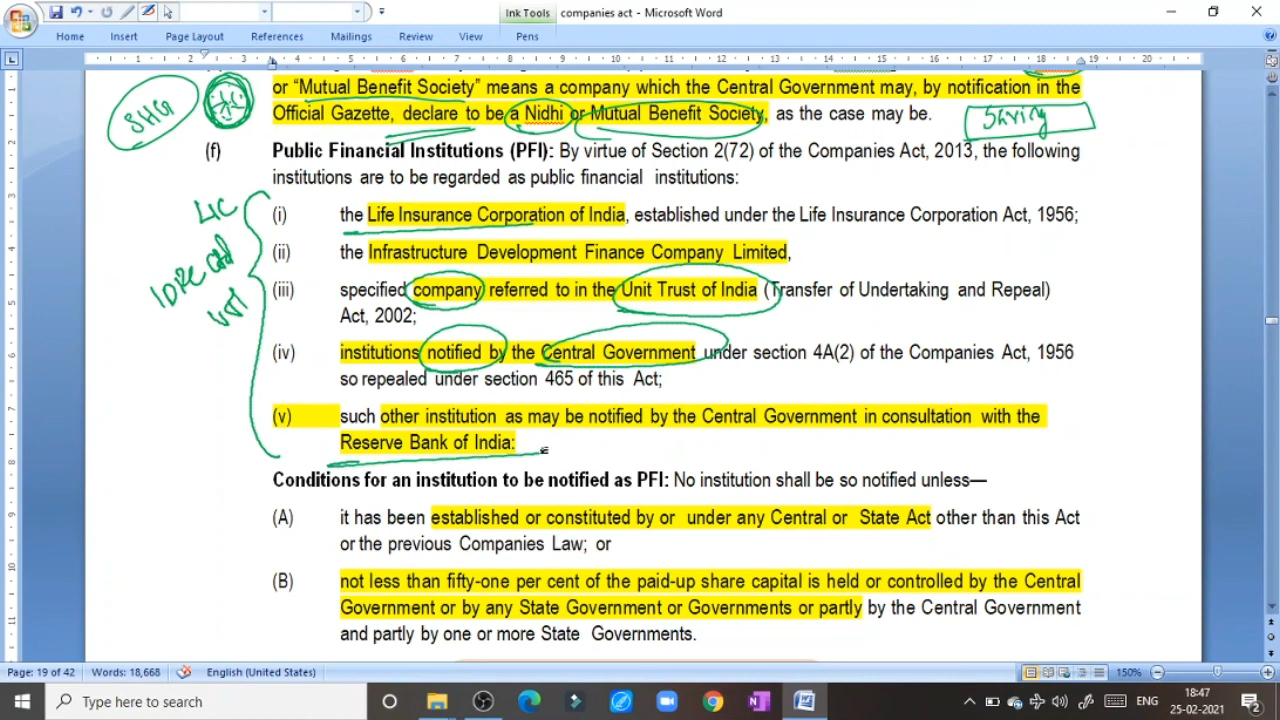 Ink Tools
companies act - Microsoft Word
Home Insert Page Layout References Mailings Review View Pens
or “Mutual Benefit Society” means a company which the Central Government may, by notification in the
Official Gazette, declare to be a Nidhi or Mutual Benefit Society, as the case may be.
SHG
Saving
(f) Public Financial Institutions (PFI): By virtue of Section 2(72) of the Companies Act, 2013, the following
institutions are to be regarded as public financial institutions:
LIC
(i) the Life Insurance Corporation of India, established under the Life Insurance Corporation Act, 1956;
(ii) the Infrastructure Development Finance Company Limited,
IDFC
(iii) specified company referred to in the Unit Trust of India (Transfer of Undertaking and Repeal)
Act, 2002;
UTI
(iv) institutions notified by the Central Government under section 4A(2) of the Companies Act, 1956
so repealed under section 465 of this Act;
(v) such other institution as may be notified by the Central Government in consultation with the
Reserve Bank of India:
Conditions for an institution to be notified as PFI: No institution shall be so notified unless—
(A) it has been established or constituted by or under any Central or State Act other than this Act
or the previous Companies Law; or
(B) not less than fifty-one per cent of the paid-up share capital is held or controlled by the Central
Government or by any State Government or Governments or partly by the Central Government
and partly by one or more State Governments.
Page: 19 of 42 Words: 18,668 English (United States) 150%
Type here to search
ENG
18:47
25-02-2021
2